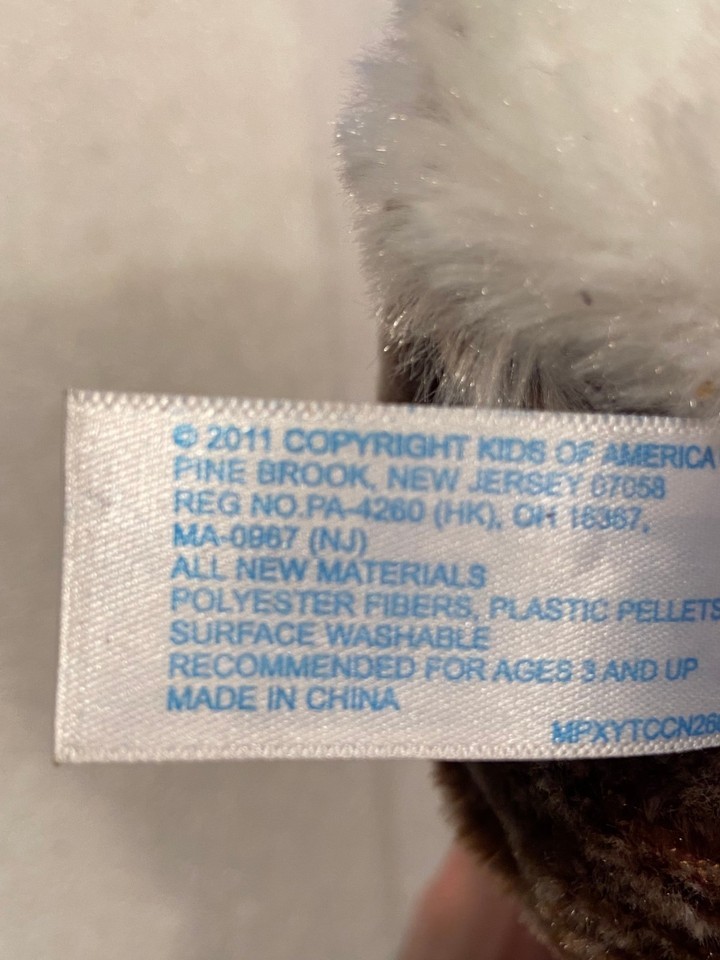 © 2011 COPYRIGHT KIDS OF AMERICA
PINE BROOK, NEW JERSEY 07058
REG NO.PA-4260 (HK), OH 16367,
MA-0967 (NJ)
ALL NEW MATERIALS
POLYESTER FIBERS, PLASTIC PELLETS
SURFACE WASHABLE
RECOMMENDED FOR AGES 3 AND UP
MADE IN CHINA